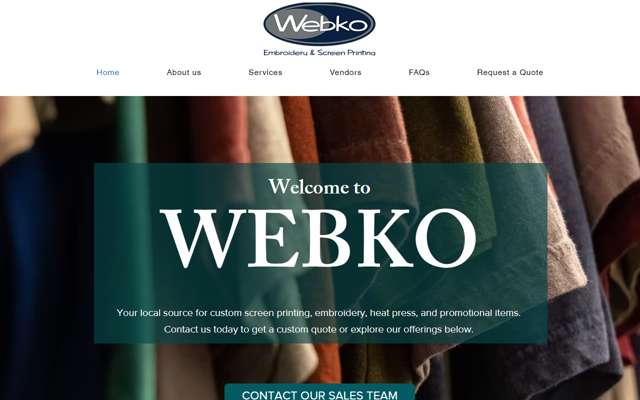 Webko
Embroidery & Screen Printing
Home
About us
Services
Vendors
FAQs
Request a Quote
Welcome to
WEBKO
Your local source for custom screen printing, embroidery, heat press, and promotional items.
Contact us today to get a custom quote or explore our offerings below.
CONTACT OUR SALES TEAM